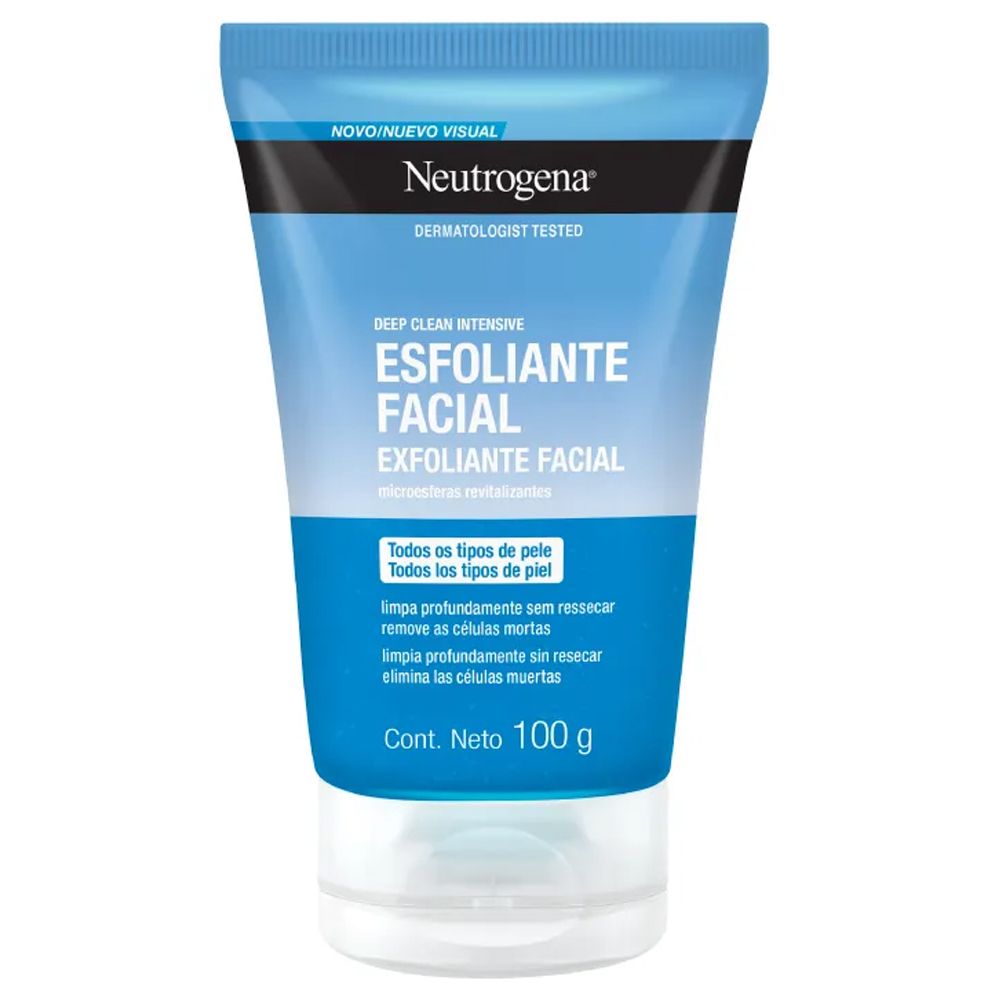 NOVO/NUEVO VISUAL
Neutrogena®
DERMATOLOGIST TESTED
DEEP CLEAN INTENSIVE
ESFOLIANTE
FACIAL
EXFOLIANTE FACIAL
microesferas revitalizantes
Todos os tipos de pele
Todos los tipos de piel
limpa profundamente sem ressecar
remove as células mortas
limpia profundamente sin resecar
elimina las células muertas
Cont. Neto 100 g